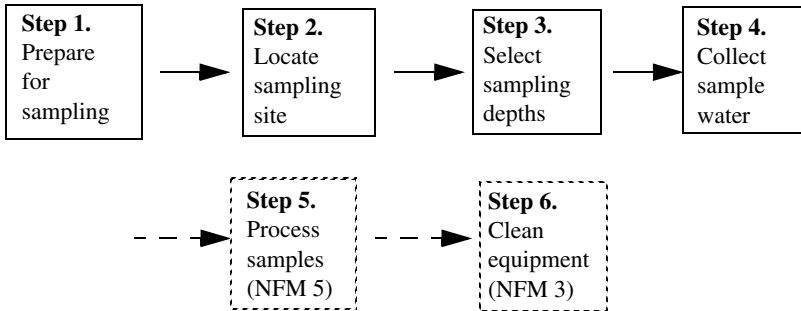 Step 1.
Prepare
for
sampling
Step 2.
Locate
sampling
site
Step 3.
Select
sampling
depths
Step 4.
Collect
sample
water
Step 5.
Process
samples
(NFM 5)
Step 6.
Clean
equipment
(NFM 3)